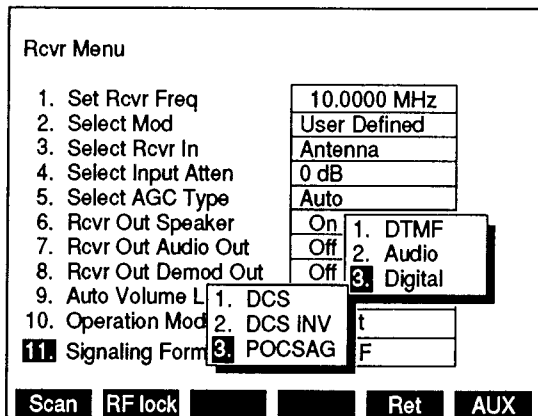 Rcvr Menu
1. Set Rcvr Freq 10.0000 MHz
2. Select Mod User Defined
3. Select Rcvr In Antenna
4. Select Input Atten 0 dB
5. Select AGC Type Auto
6. Rcvr Out Speaker On
7. Rcvr Out Audio Out Off
8. Rcvr Out Demod Out Off
1. DTMF
2. Audio
3. Digital
9. Auto Volume L
10. Operation Mod t
11. Signaling Form F
1. DCS
2. DCS INV
3. POCSAG
Scan RF lock Ret AUX